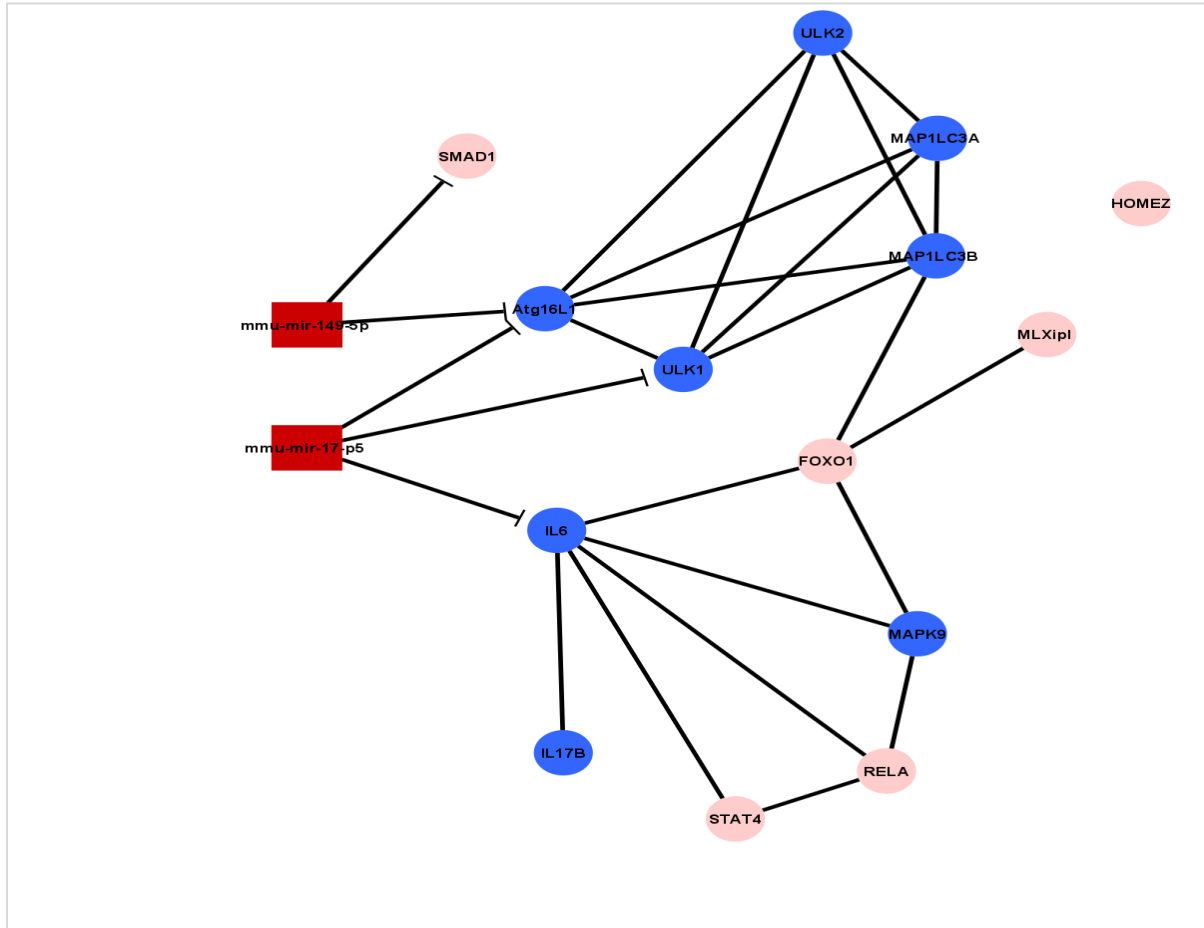 ULK2
MAP1LC3A
SMAD1
HOMEZ
MAP1LC3B
Atg16L1
mmu-mir-149-5p
MLXipl
ULK1
mmu-mir-17-p5
FOXO1
IL6
MAPK9
IL17B
RELA
STAT4